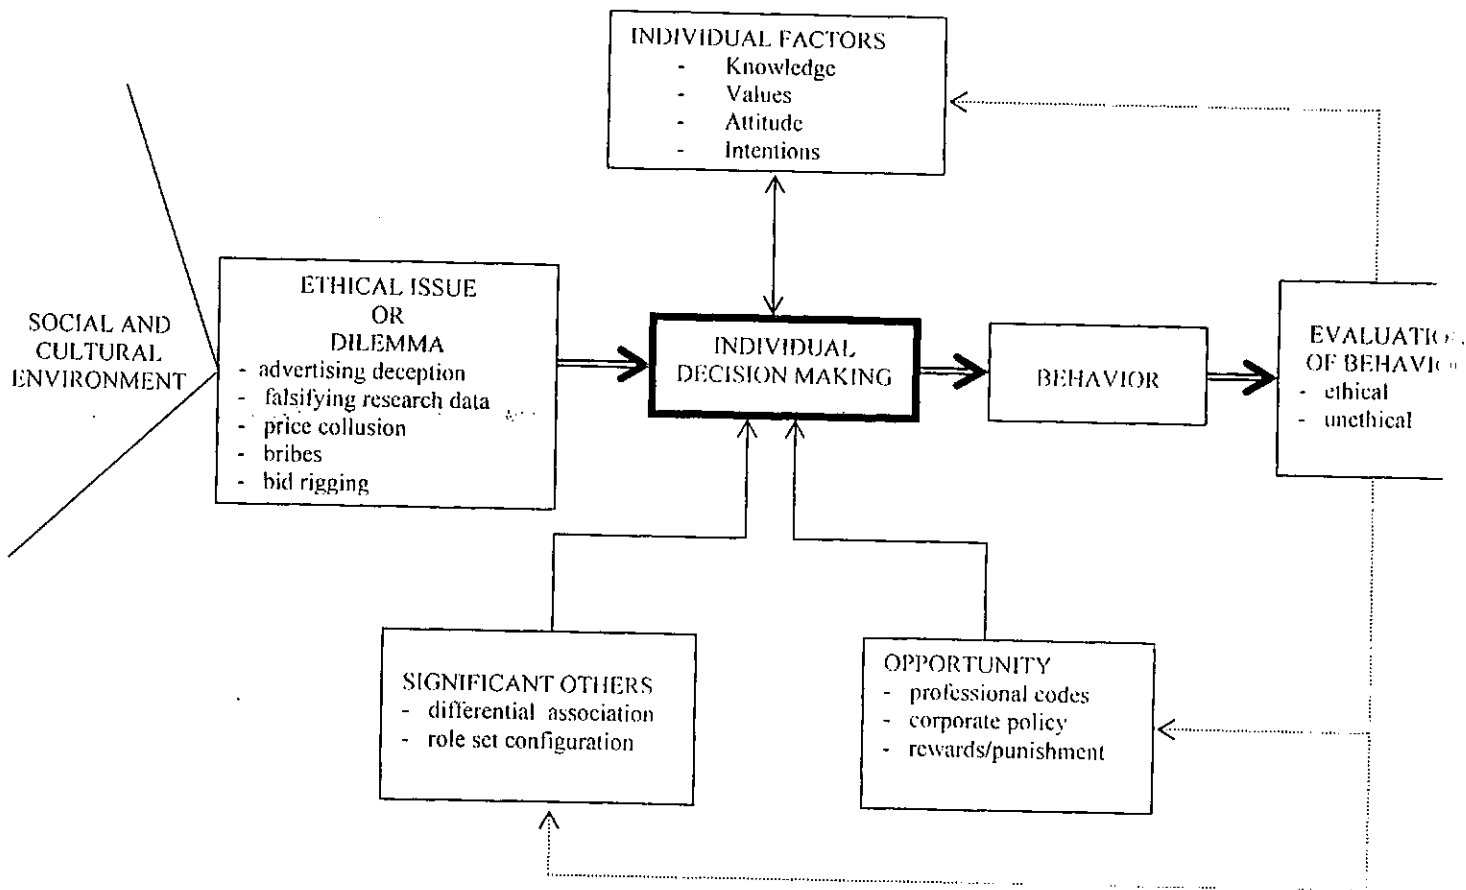 INDIVIDUAL FACTORS
- Knowledge
- Values
- Attitude
- Intentions
SOCIAL AND
CULTURAL
ENVIRONMENT
ETHICAL ISSUE
OR
DILEMMA
- advertising deception
- falsifying research data
- price collusion
- bribes
- bid rigging
INDIVIDUAL
DECISION MAKING
BEHAVIOR
OF
- ethical
- unethical
SIGNIFICANT OTHERS
- differential association
- role set configuration
OPPORTUNITY
- professional codes
- corporate policy
- rewards/punishment